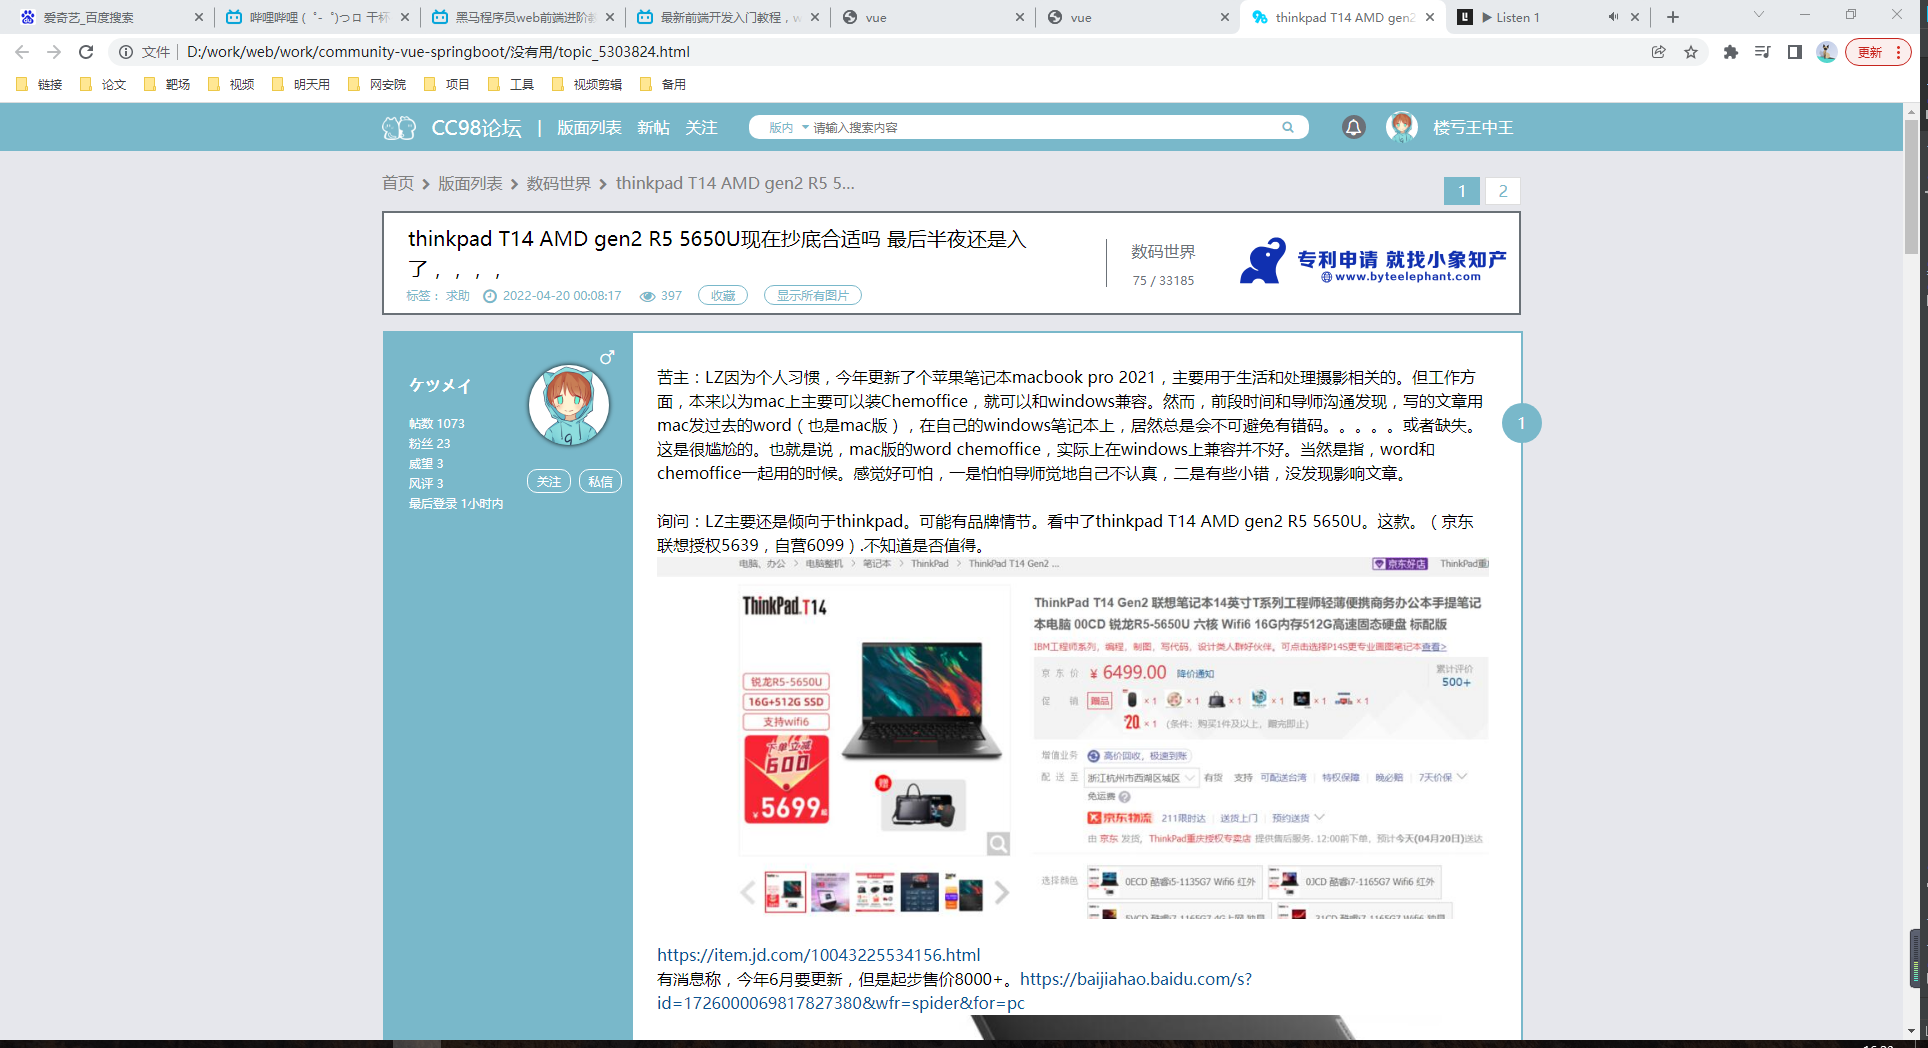 爱奇艺_百度搜索
哔哩哔哩 ( ゜- ゜)つロ 干杯
黑马程序员web前端进阶教
最新前端开发入门教程，w
vue
vue
thinkpad T14 AMD gen2
▶ Listen 1
文件 | D:/work/web/work/community-vue-springboot/没有用/topic_5303824.html
更新
链接 论文 靶场 视频 明天用 网安院 项目 工具 视频剪辑 备用
CC98论坛 | 版面列表 新帖 关注
版内 请输入搜索内容
楼亏王中王
首页 > 版面列表 > 数码世界 > thinkpad T14 AMD gen2 R5 5...
1 2
thinkpad T14 AMD gen2 R5 5650U现在抄底合适吗 最后半夜还是入
了，，，，
标签： 求助 2022-04-20 00:08:17 397 收藏 显示所有图片
数码世界
75 / 33185
专利申请 就找小象知产
www.byteelephant.com
ケツメイ
帖数 1073
粉丝 23
威望 3
风评 3
最后登录 1小时内
关注 私信
1
苦主：LZ因为个人习惯，今年更新了个苹果笔记本macbook pro 2021，主要用于生活和处理摄影相关的。但工作方
面，本来以为mac上主要可以装Chemoffice，就可以和windows兼容。然而，前段时间和导师沟通发现，写的文章用
mac发过去的word（也是mac版），在自己的windows笔记本上，居然总是会不可避免有错码。。。。。或者缺失。
这是很尴尬的。也就是说，mac版的word chemoffice，实际上在windows上兼容并不好。当然是指，word和
chemoffice一起用的时候。感觉好可怕，一是怕怕导师觉地自己不认真，二是有些小错，没发现影响文章。
询问：LZ主要还是倾向于thinkpad。可能有品牌情节。看中了thinkpad T14 AMD gen2 R5 5650U。这款。（京东
联想授权5639，自营6099）.不知道是否值得。
电脑、办公 > 电脑整机 > 笔记本 > ThinkPad > ThinkPad T14 Gen2 ...
京东好店 ThinkPad重
ThinkPad T14
锐龙R5-5650U
16G+512G SSD
支持wifi6
下单立减
600
¥5699起
赠
ThinkPad T14 Gen2 联想笔记本14英寸T系列工程师轻薄便携商务办公本手提笔记
本电脑 00CD 锐龙R5-5650U 六核 Wifi6 16G内存512G高速固态硬盘 标配版
IBM工程师系列，编程，制图，写代码，设计类人群好伙伴。可点击选择P14S更专业画图笔记本查看>
京东价 ¥ 6499.00 降价通知
累计评价
500+
促销 赠品 × 1 × 1 × 1 × 1 × 1 × 1
20 × 1 (条件：购买1件及以上，赠完即止)
增值业务 高价回收，极速到账
配送至 浙江杭州市西湖区城区 有货 支持 可配送台湾 | 特权保障 | 晚必赔 | 7天价保
免运费
京东物流 211限时达 | 送货上门 | 预约送货
由 京东 发货，ThinkPad重庆授权专卖店 提供售后服务. 12:00前下单，预计今天(04月20日)送达
选择颜色 0ECD 酷睿i5-1135G7 Wifi6 红外 0JCD 酷睿i7-1165G7 Wifi6 红外
https://item.jd.com/10043225534156.html
有消息称，今年6月要更新，但是起步售价8000+。https://baijiahao.baidu.com/s?
id=1726000069817827380&wfr=spider&for=pc